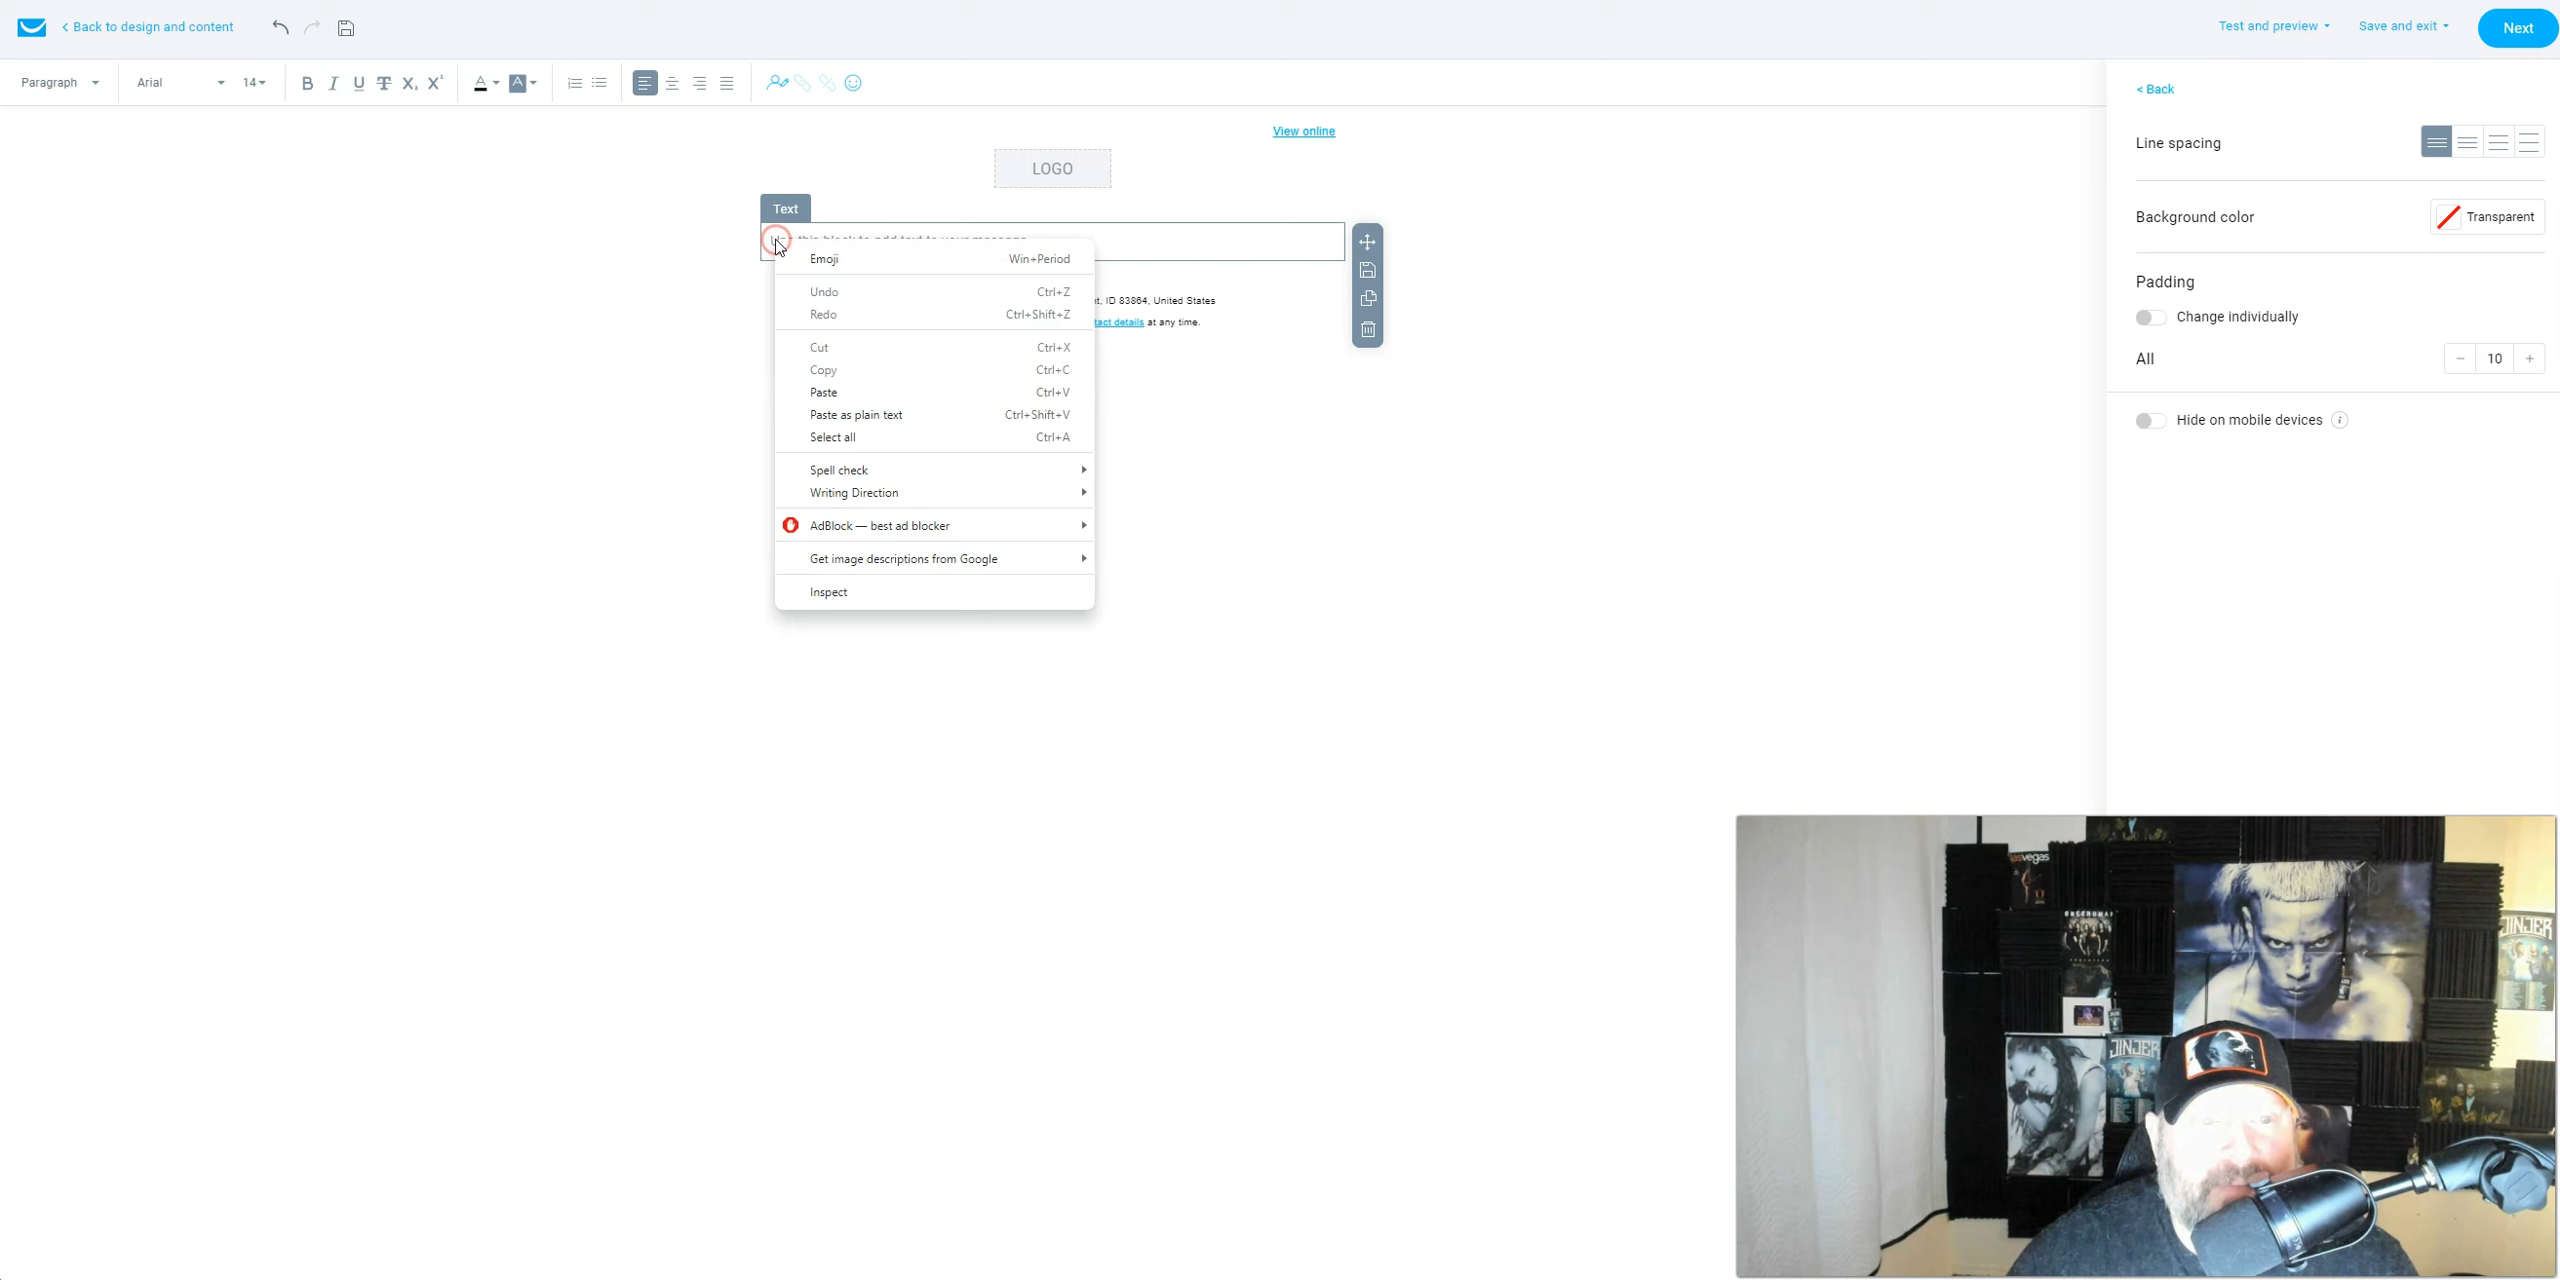 < Back to design and content
Test and preview
Save and exit
Next
Paragraph
Arial
14
< Back
View online
LOGO
Text
Line spacing
Background color
Transparent
Padding
Change individually
All
10
Hide on mobile devices
Emoji Win+Period
Undo Ctrl+Z
Redo Ctrl+Shift+Z
Cut Ctrl+X
Copy Ctrl+C
Paste Ctrl+V
Paste as plain text Ctrl+Shift+V
Select all Ctrl+A
Spell check
Writing Direction
AdBlock — best ad blocker
Get image descriptions from Google
Inspect
ID 83864, United States
details at any time.
JINJER
JINJER